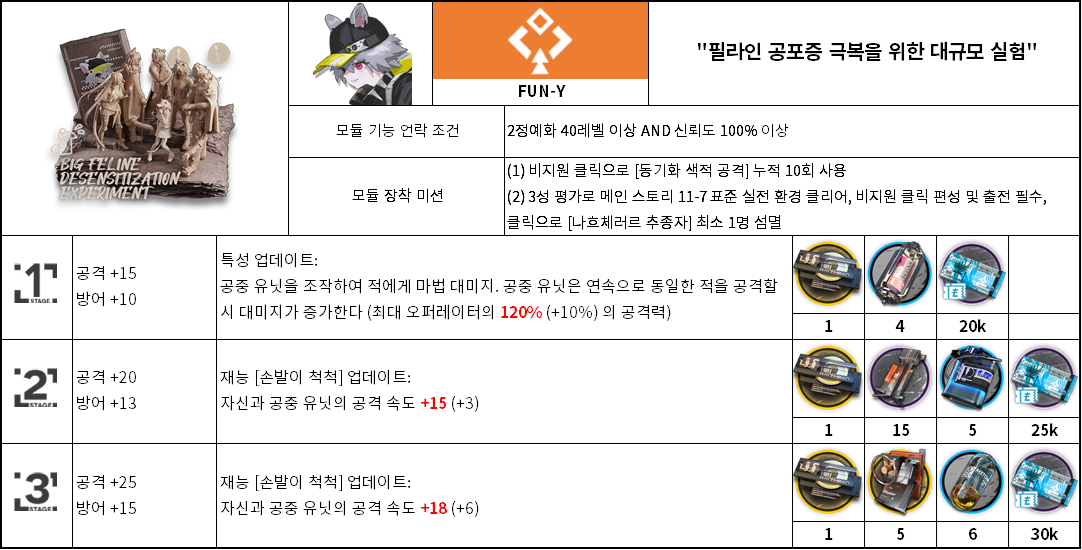 BIG FELINE
DESENSITIZATION
EXPERIMENT
FUN-Y
"필라인 공포증 극복을 위한 대규모 실험"
모듈 기능 언락 조건
2정예화 40레벨 이상 AND 신뢰도 100% 이상
모듈 장착 미션
(1) 비지원 클릭으로 [동기화 색적 공격] 누적 10회 사용
(2) 3성 평가로 메인 스토리 11-7 표준 실전 환경 클리어, 비지원 클릭 편성 및 출전 필수,
클릭으로 [나흐체러르 추종자] 최소 1명 섬멸
1
STAGE
공격 +15
방어 +10
특성 업데이트:
공중 유닛을 조작하여 적에게 마법 대미지. 공중 유닛은 연속으로 동일한 적을 공격할
시 대미지가 증가한다 (최대 오퍼레이터의 120% (+10%) 의 공격력)
1 4 20k
2
STAGE
공격 +20
방어 +13
재능 [손발이 척척] 업데이트:
자신과 공중 유닛의 공격 속도 +15 (+3)
1 15 5 25k
3
STAGE
공격 +25
방어 +15
재능 [손발이 척척] 업데이트:
자신과 공중 유닛의 공격 속도 +18 (+6)
1 5 6 30k